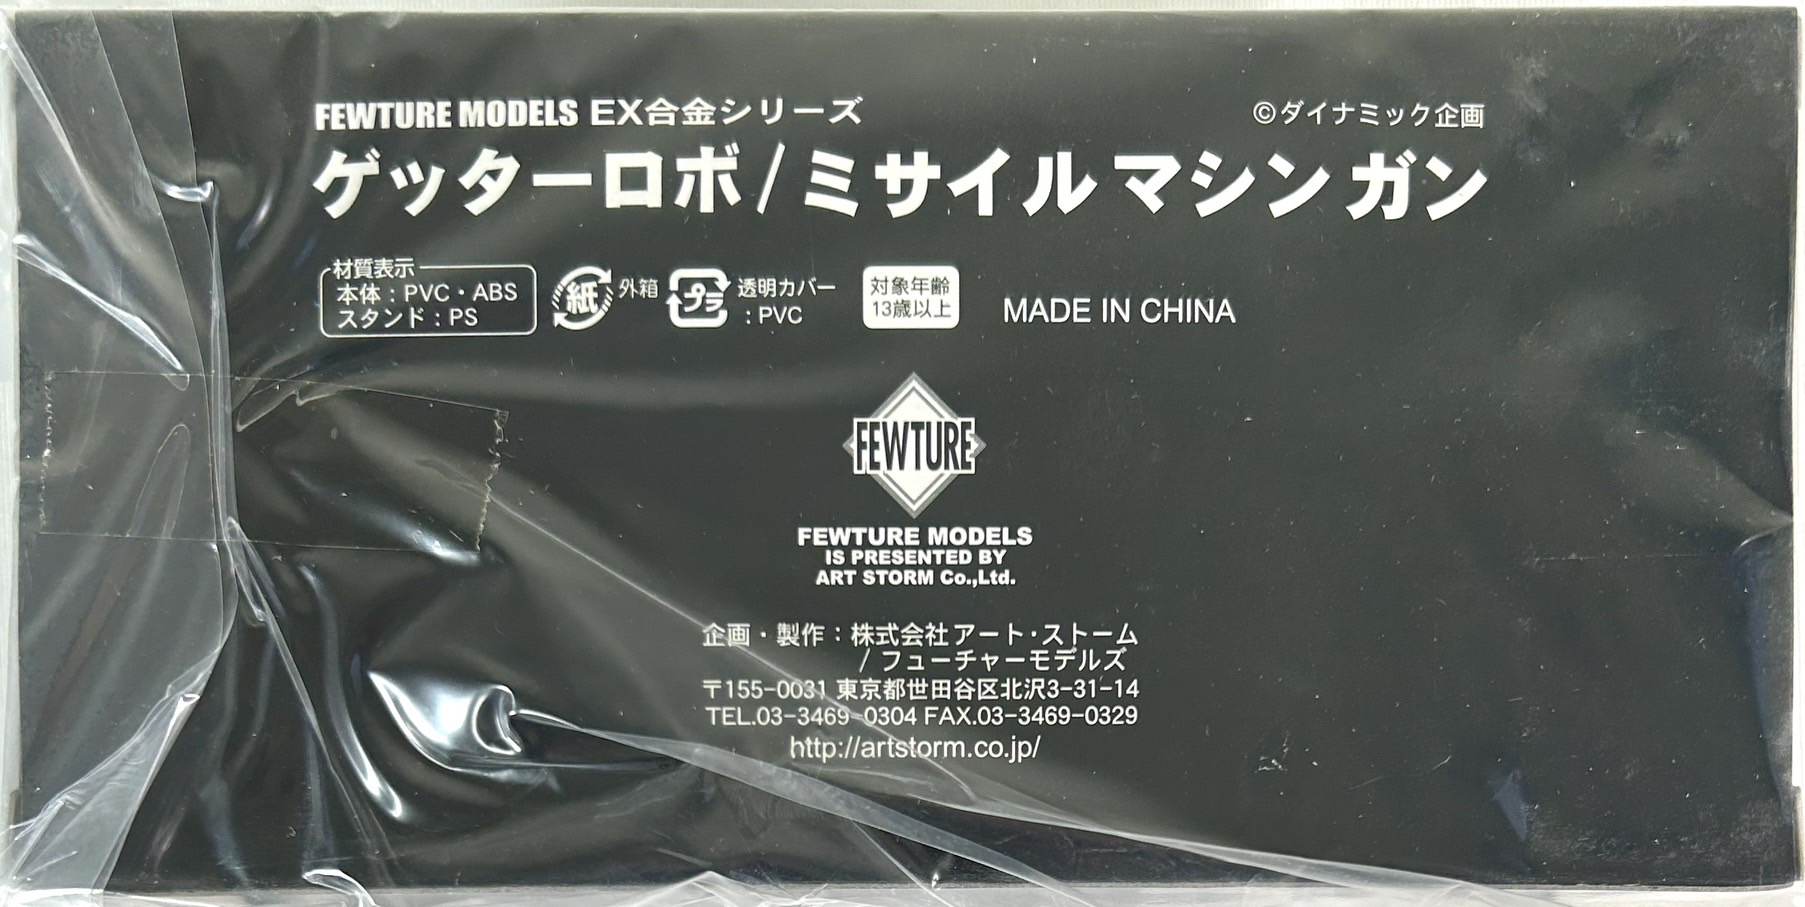 FEWTURE MODELS EX合金シリーズ
©ダイナミック企画
ゲッターロボ/ミサイルマシンガン
材質表示
本体：PVC・ABS
スタンド：PS
紙 外箱
プラ 透明カバー
：PVC
対象年齢
13歳以上
MADE IN CHINA
FEWTURE
FEWTURE MODELS
IS PRESENTED BY
ART STORM Co.,Ltd.
企画・製作：株式会社アート・ストーム
/ フューチャーモデルズ
〒155-0031 東京都世田谷区北沢3-31-14
TEL.03-3469-0304 FAX.03-3469-0329
http://artstorm.co.jp/